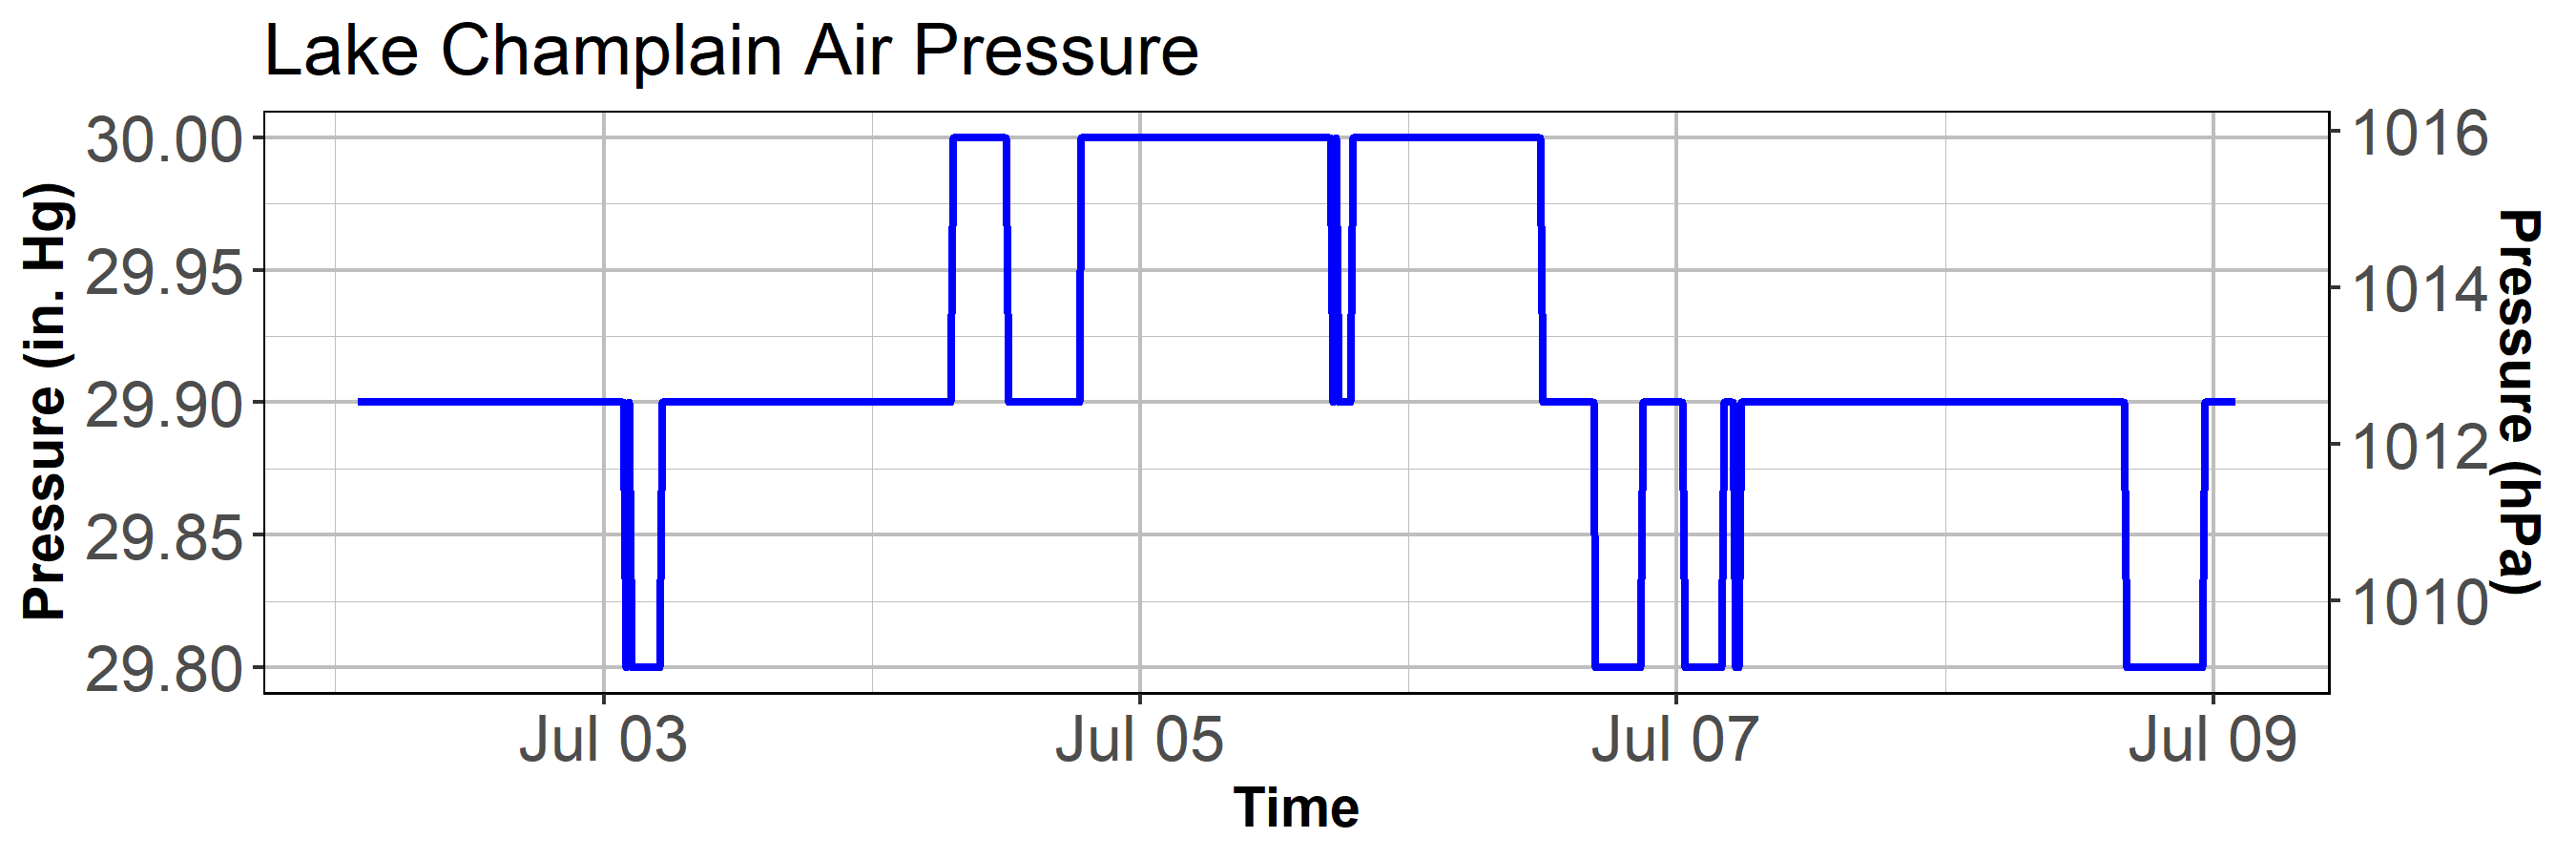 Lake Champlain Air Pressure
30.00
29.95
29.90
29.85
29.80
Pressure (in. Hg)
1016
1014
1012
1010
Pressure (hPa)
Jul 03 Jul 05 Jul 07 Jul 09
Time